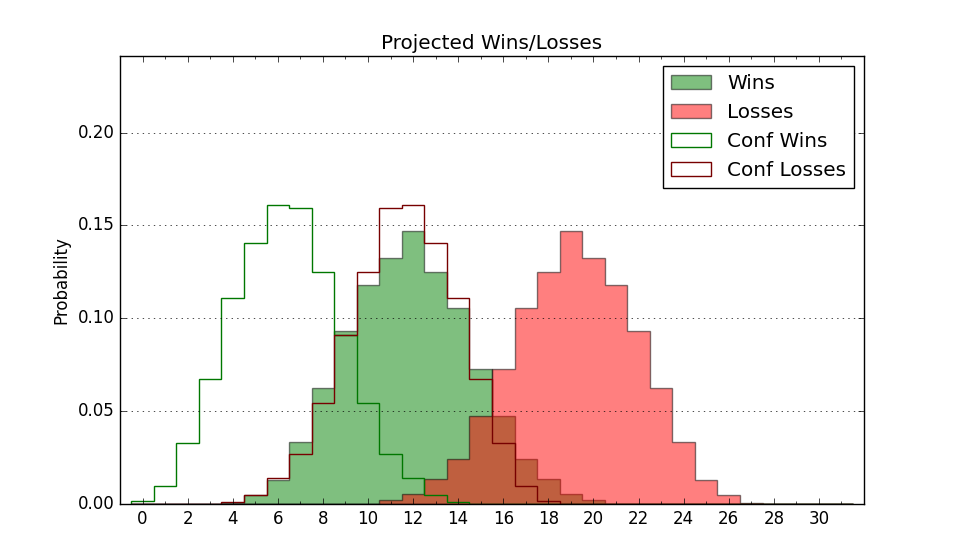 Projected Wins/Losses
Wins
Losses
Conf Wins
Conf Losses
Probability
0.20
0.15
0.10
0.05
0.00
0 2 4 6 8 10 12 14 16 18 20 22 24 26 28 30